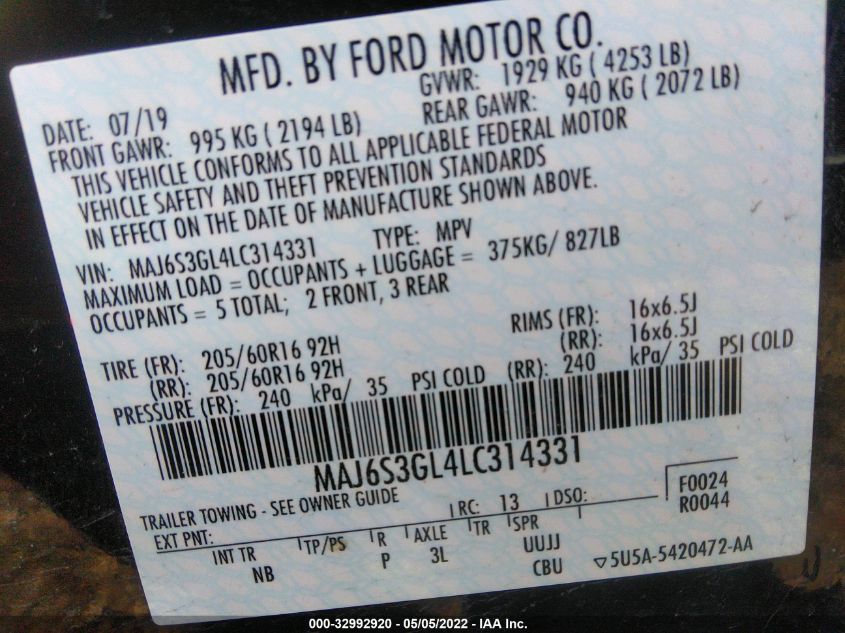 MFD. BY FORD MOTOR CO.
DATE: 07/19 GVWR: 1929 KG ( 4253 LB)
FRONT GAWR: 995 KG ( 2194 LB) REAR GAWR: 940 KG ( 2072 LB)
THIS VEHICLE CONFORMS TO ALL APPLICABLE FEDERAL MOTOR
VEHICLE SAFETY AND THEFT PREVENTION STANDARDS
IN EFFECT ON THE DATE OF MANUFACTURE SHOWN ABOVE.
VIN: MAJ6S3GL4LC314331 TYPE: MPV
MAXIMUM LOAD = OCCUPANTS + LUGGAGE = 375KG/ 827LB
OCCUPANTS = 5 TOTAL; 2 FRONT, 3 REAR
TIRE (FR): 205/60R16 92H RIMS (FR): 16x6.5J
(RR): 205/60R16 92H (RR): 16x6.5J
PRESSURE (FR): 240 kPa/ 35 PSI COLD (RR): 240 kPa/ 35 PSI COLD
MAJ6S3GL4LC314331
TRAILER TOWING - SEE OWNER GUIDE
F0024
R0044
EXT PNT: RC: 13 DSO:
INT TR TP/PS R AXLE TR SPR
NB P 3L UUJJ
CBU
▽5U5A-5420472-AA
000-32992920 - 05/05/2022 - IAA Inc.